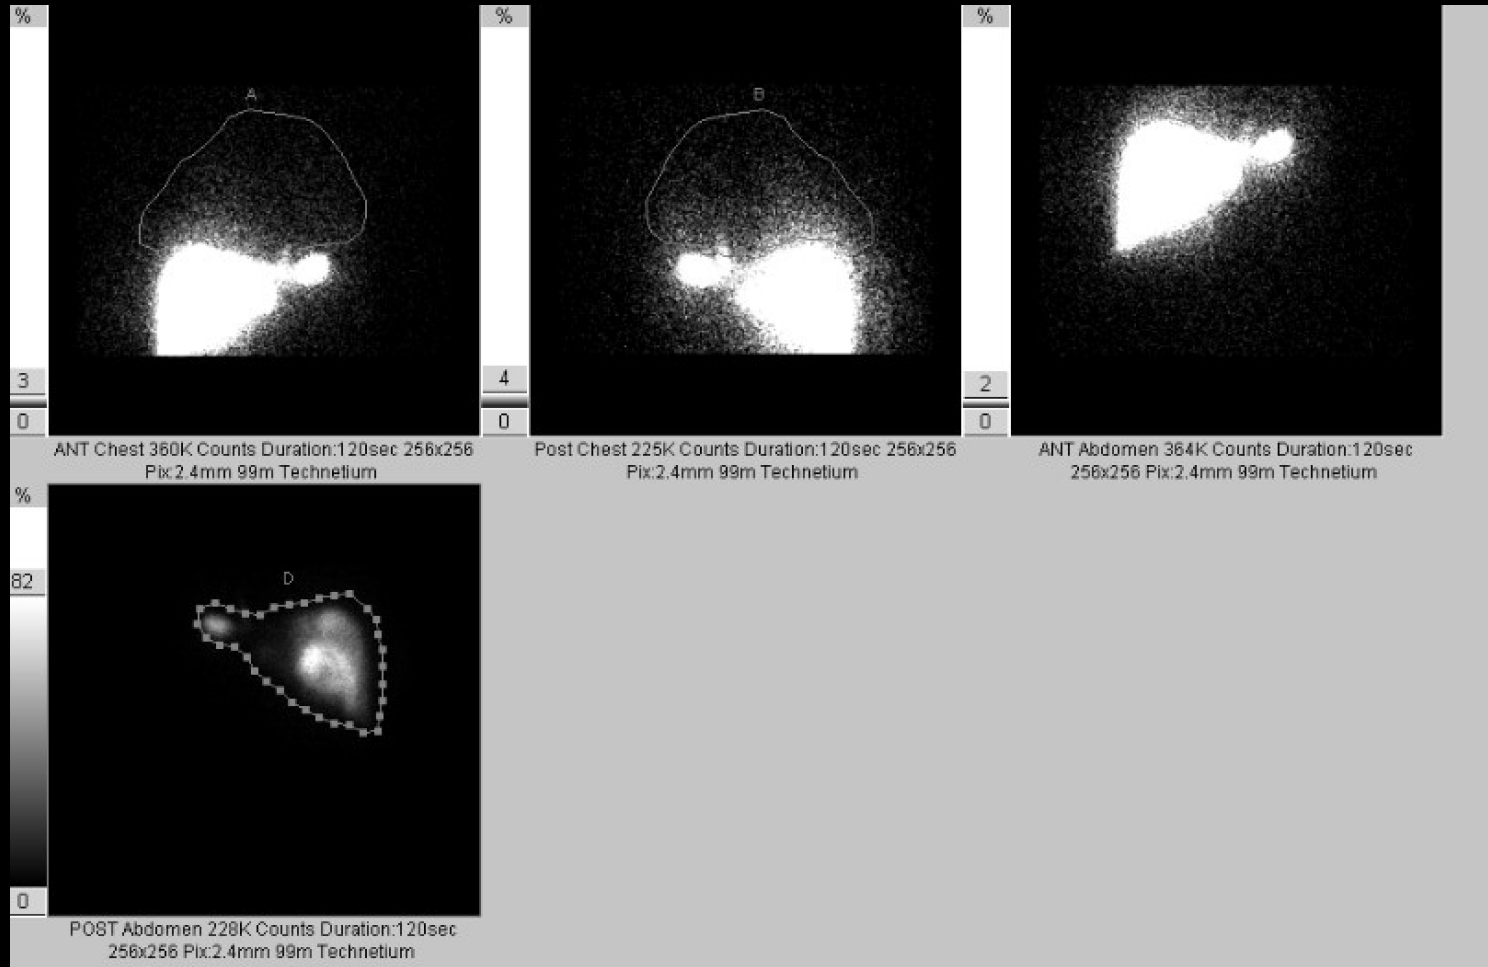 %
%
%
A
B
3
4
2
0
0
0
ANT Chest 360K Counts Duration:120sec 256x256
Pix:2.4mm 99m Technetium
Post Chest 225K Counts Duration:120sec 256x256
Pix:2.4mm 99m Technetium
ANT Abdomen 364K Counts Duration:120sec
256x256 Pix:2.4mm 99m Technetium
%
82
D
0
POST Abdomen 228K Counts Duration:120sec
256x256 Pix:2.4mm 99m Technetium